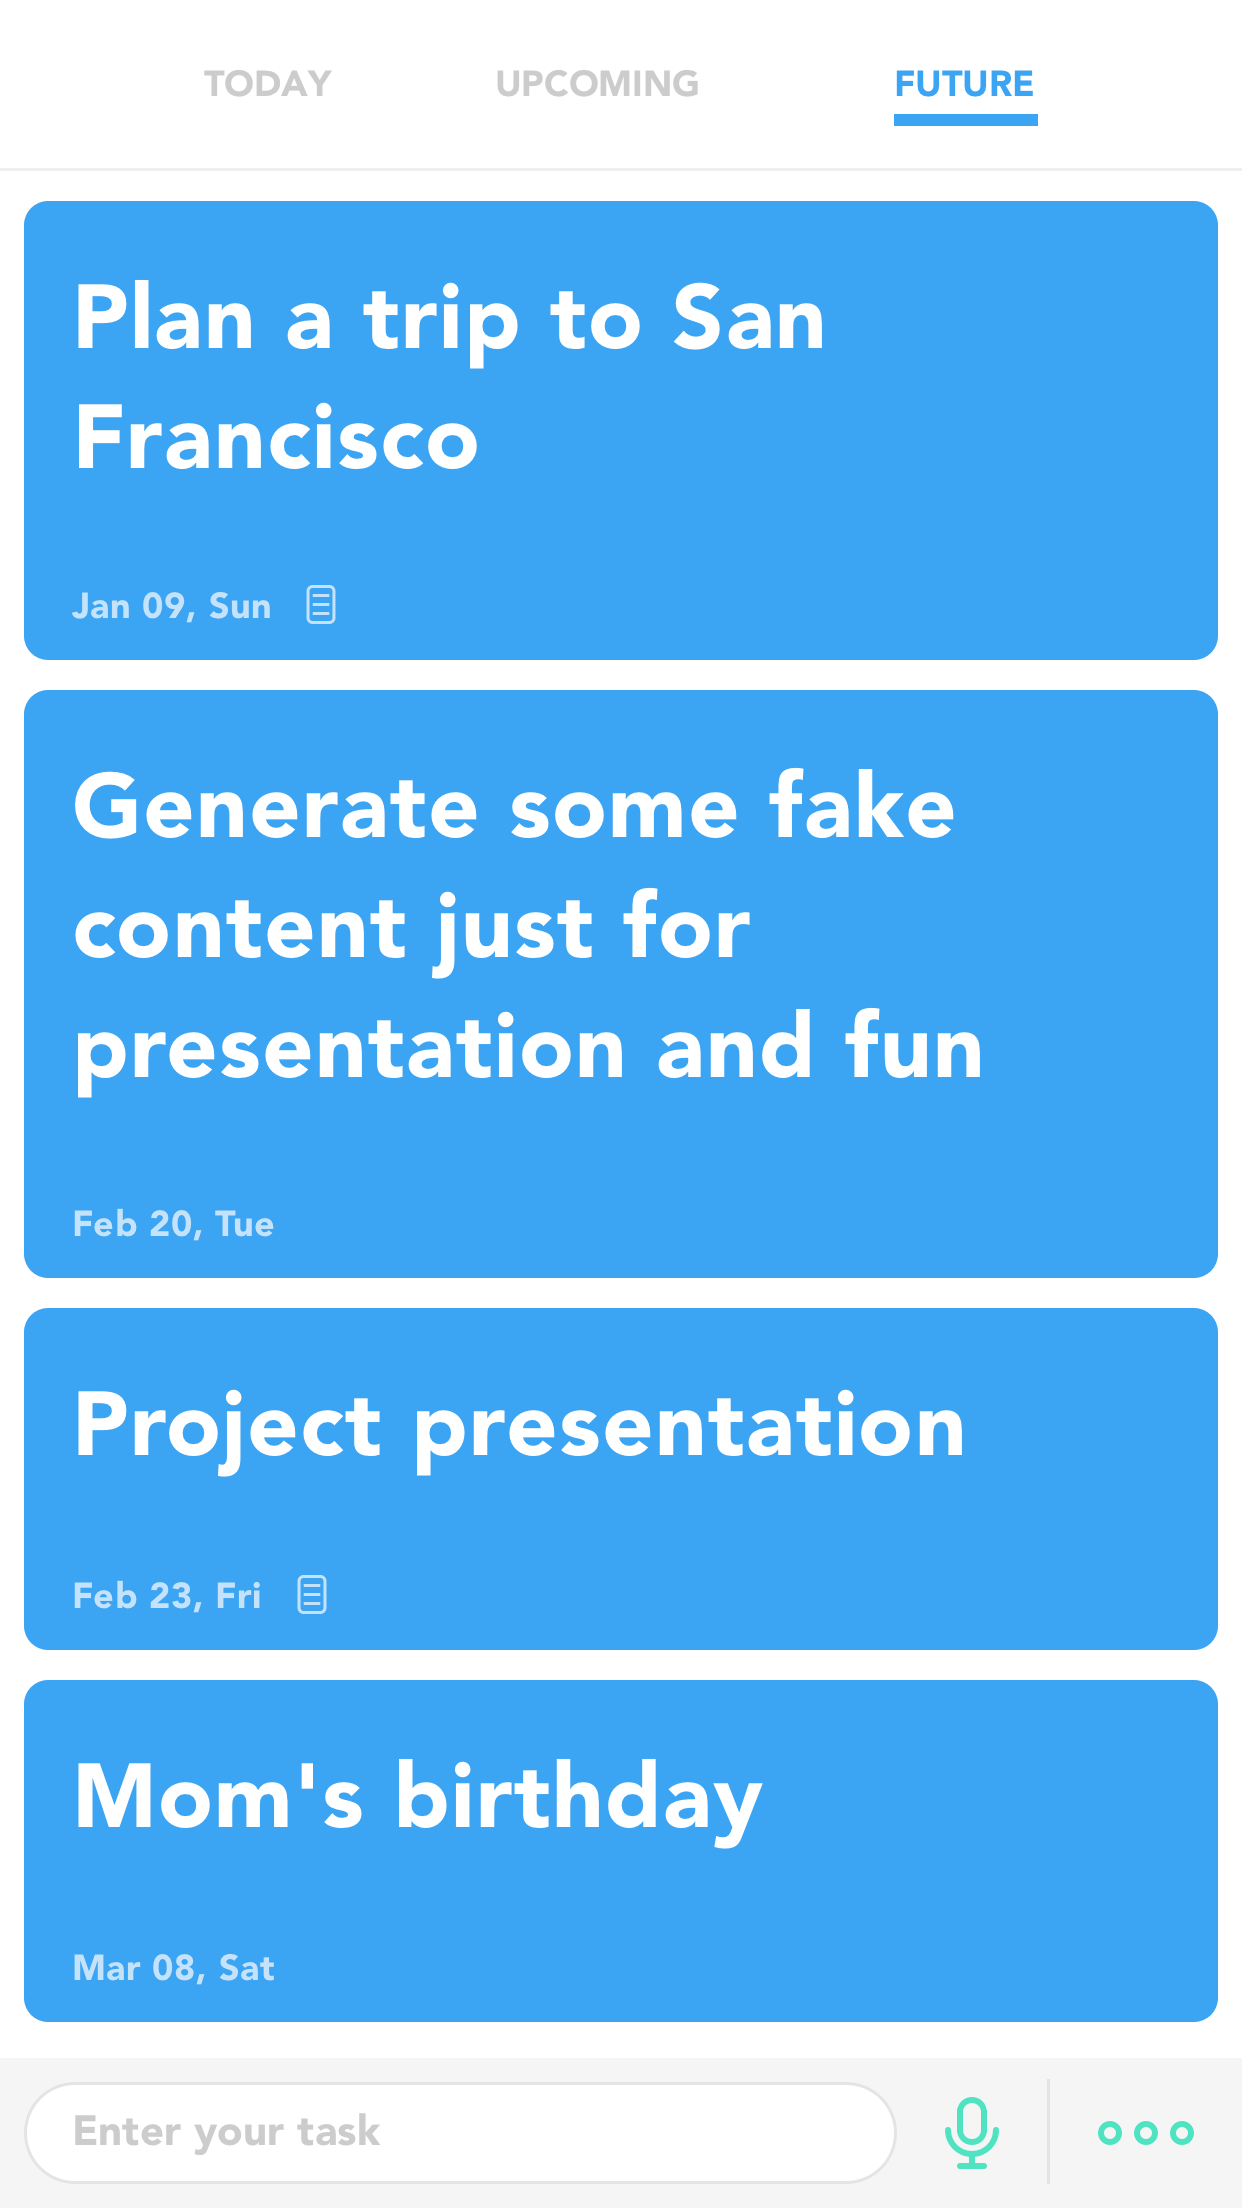 TODAY UPCOMING FUTURE
Plan a trip to San
Francisco
Jan 09, Sun
Generate some fake
content just for
presentation and fun
Feb 20, Tue
Project presentation
Feb 23, Fri
Mom's birthday
Mar 08, Sat
Enter your task